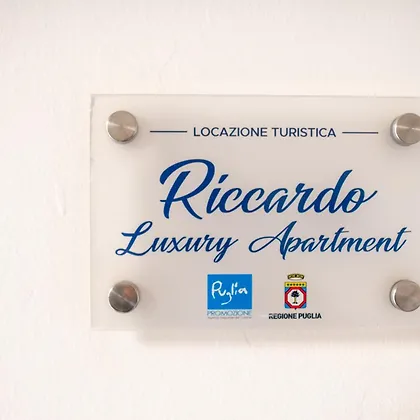 LOCAZIONE TURISTICA
Riccardo
Luxury Apartment
Puglia
PROMOZIONE
REGIONE PUGLIA